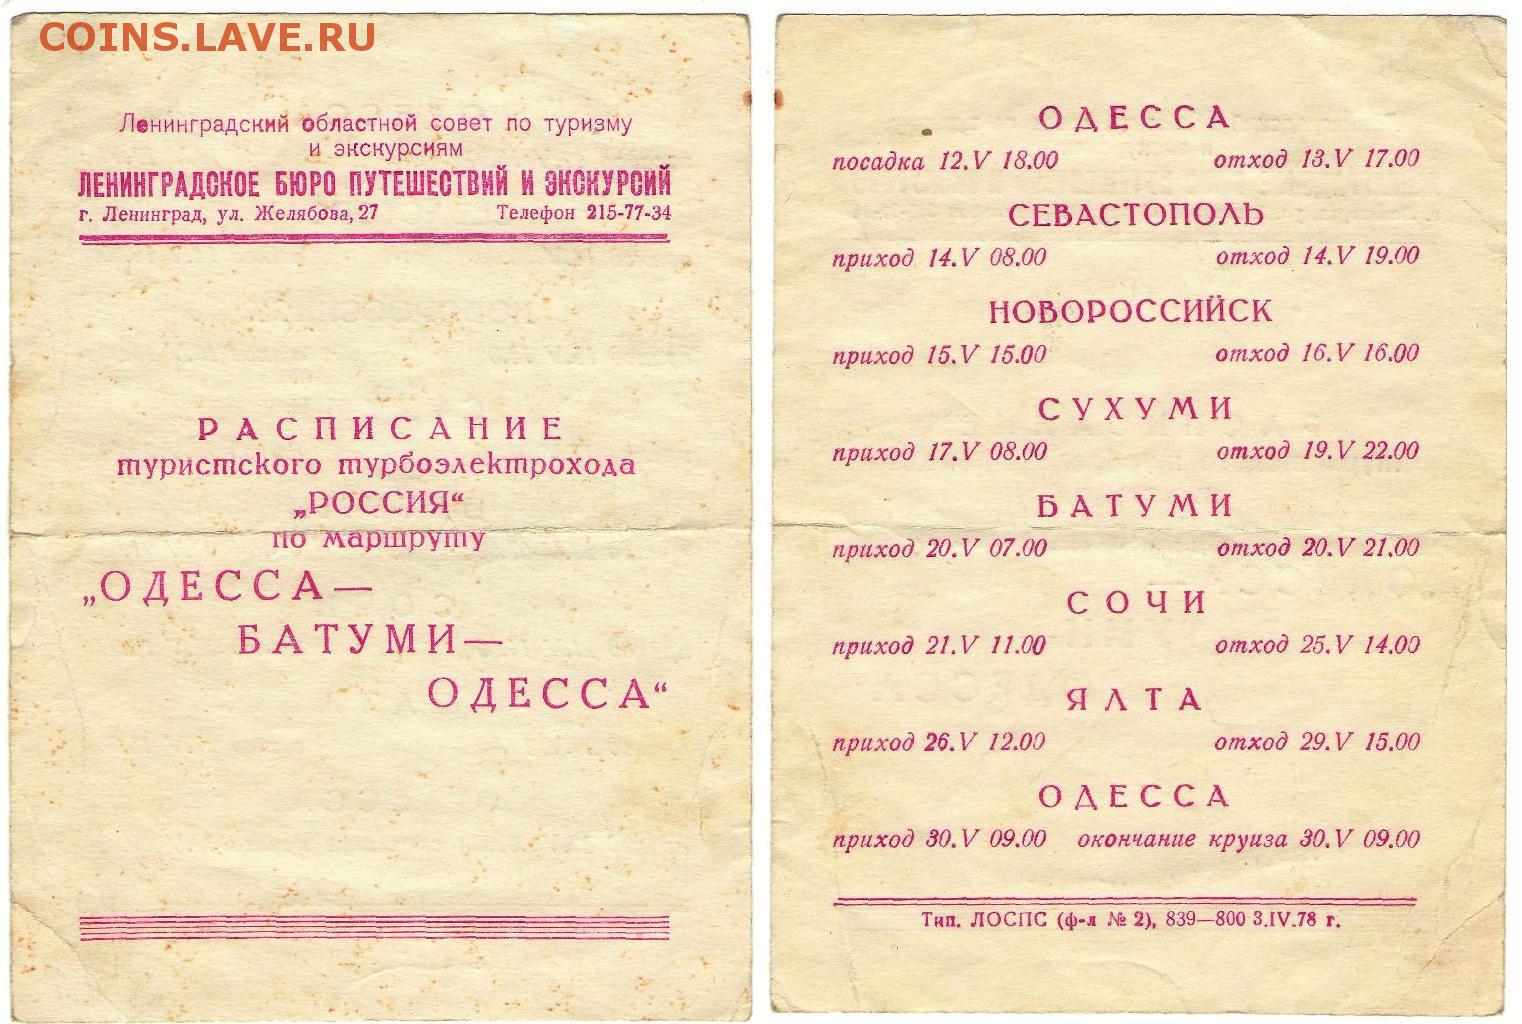 COINS.LAVE.RU
Ленинградский областной совет по туризму
и экскурсиям
ЛЕНИНГРАДСКОЕ БЮРО ПУТЕШЕСТВИЙ И ЭКСКУРСИЙ
г. Ленинград, ул. Желябова, 27 Телефон 215-77-34
РАСПИСАНИЕ
туристского турбоэлектрохода
„РОССИЯ“
по маршруту
„ОДЕССА—
БАТУМИ—
ОДЕССА“
ОДЕССА
посадка 12.V 18.00 отход 13.V 17.00
СЕВАСТОПОЛЬ
приход 14.V 08.00 отход 14.V 19.00
НОВОРОССИЙСК
приход 15.V 15.00 отход 16.V 16.00
СУХУМИ
приход 17.V 08.00 отход 19.V 22.00
БАТУМИ
приход 20.V 07.00 отход 20.V 21.00
СОЧИ
приход 21.V 11.00 отход 25.V 14.00
ЯЛТА
приход 26.V 12.00 отход 29.V 15.00
ОДЕССА
приход 30.V 09.00 окончание круиза 30.V 09.00
Тип. ЛОСПС (ф-л № 2), 839—800 3.IV.78 г.